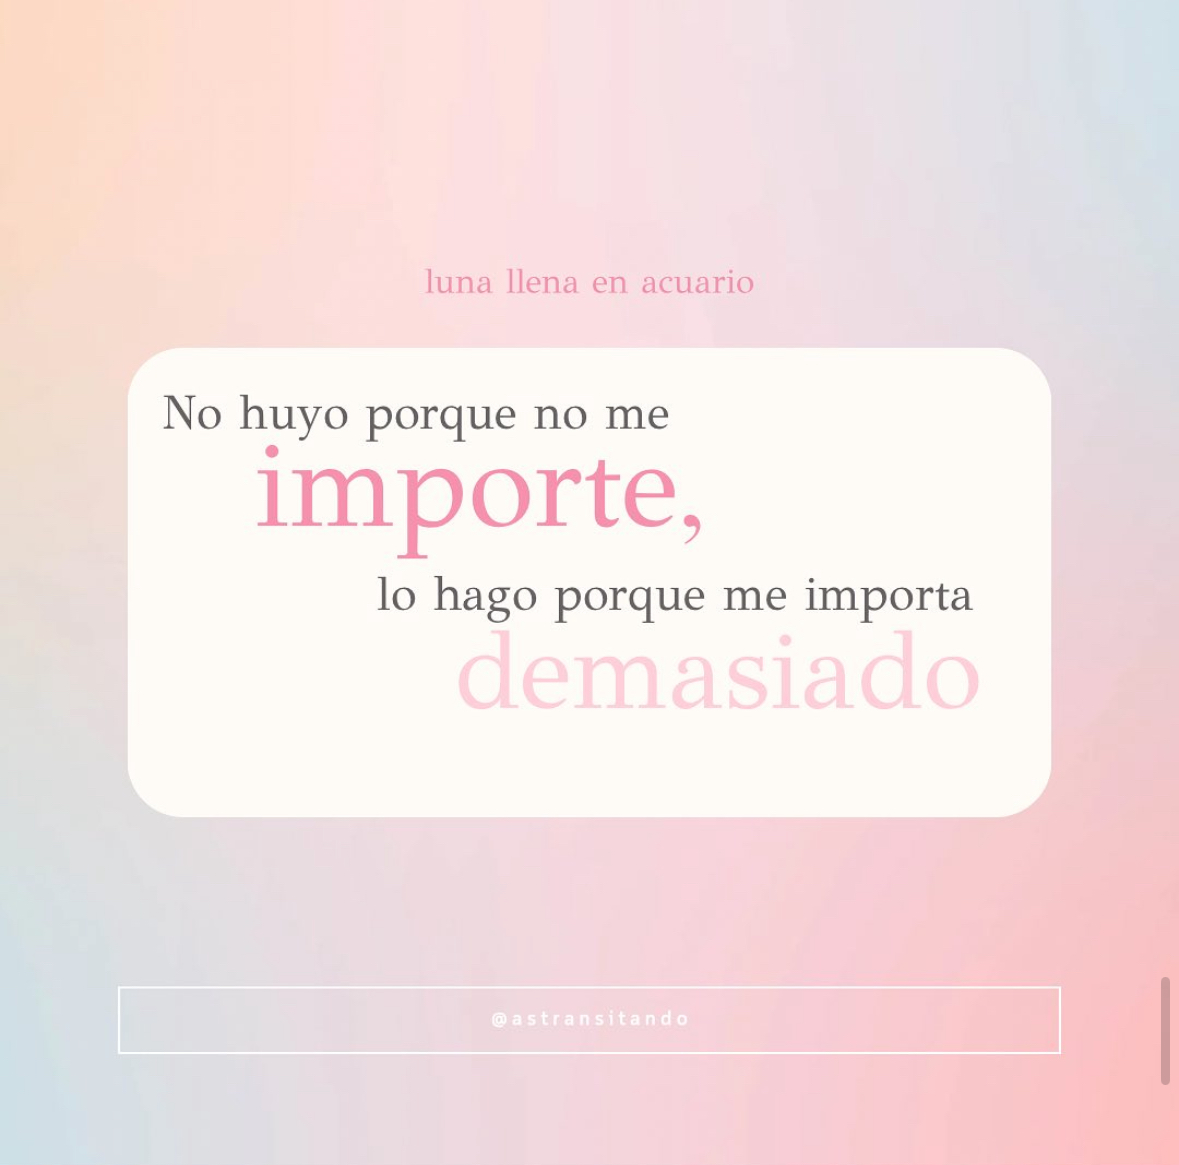 luna llena en acuario
No huyo porque no me
importe,
lo hago porque me importa
demasiado
@astransitando